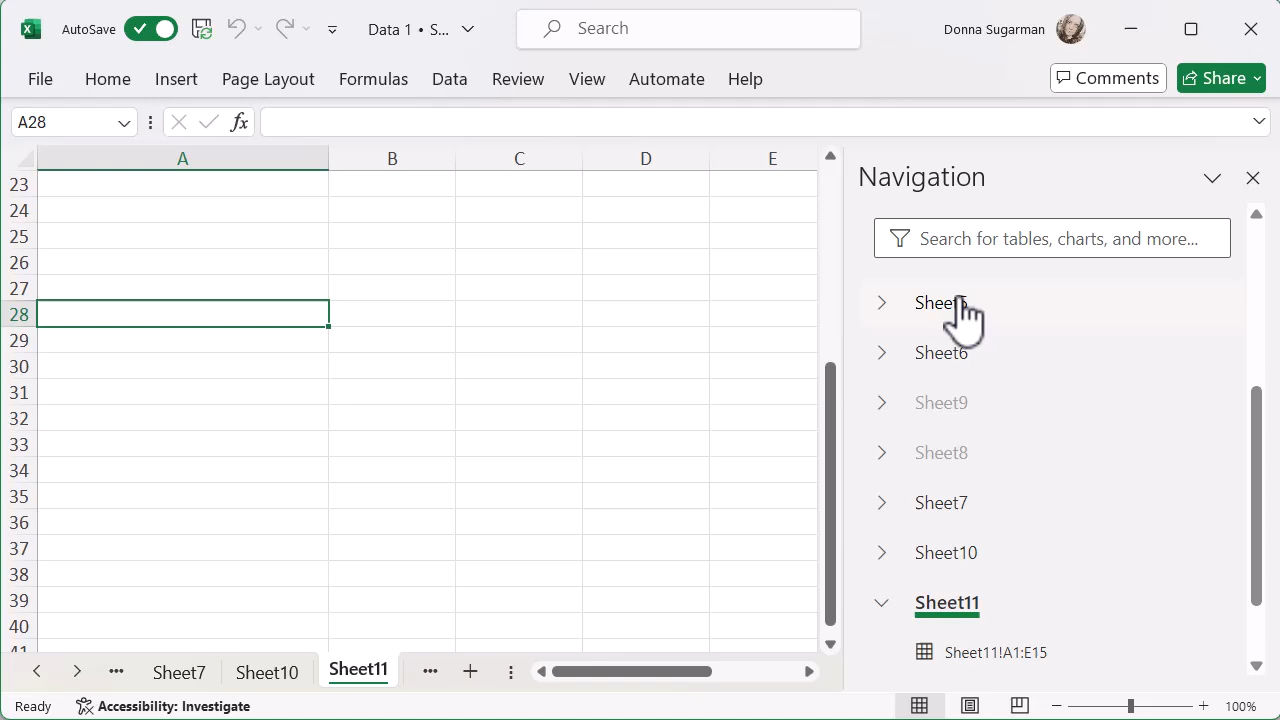 AutoSave
Data 1 • S...
Search
Donna Sugarman
File Home Insert Page Layout Formulas Data Review View Automate Help
Comments
Share
A28
fx
A B C D E
23
24
25
26
27
28
29
30
31
32
33
34
35
36
37
38
39
40
41
Navigation
Search for tables, charts, and more...
Sheet5
Sheet6
Sheet9
Sheet8
Sheet7
Sheet10
Sheet11
Sheet11!A1:E15
Sheet7 Sheet10 Sheet11
Ready
Accessibility: Investigate
100%